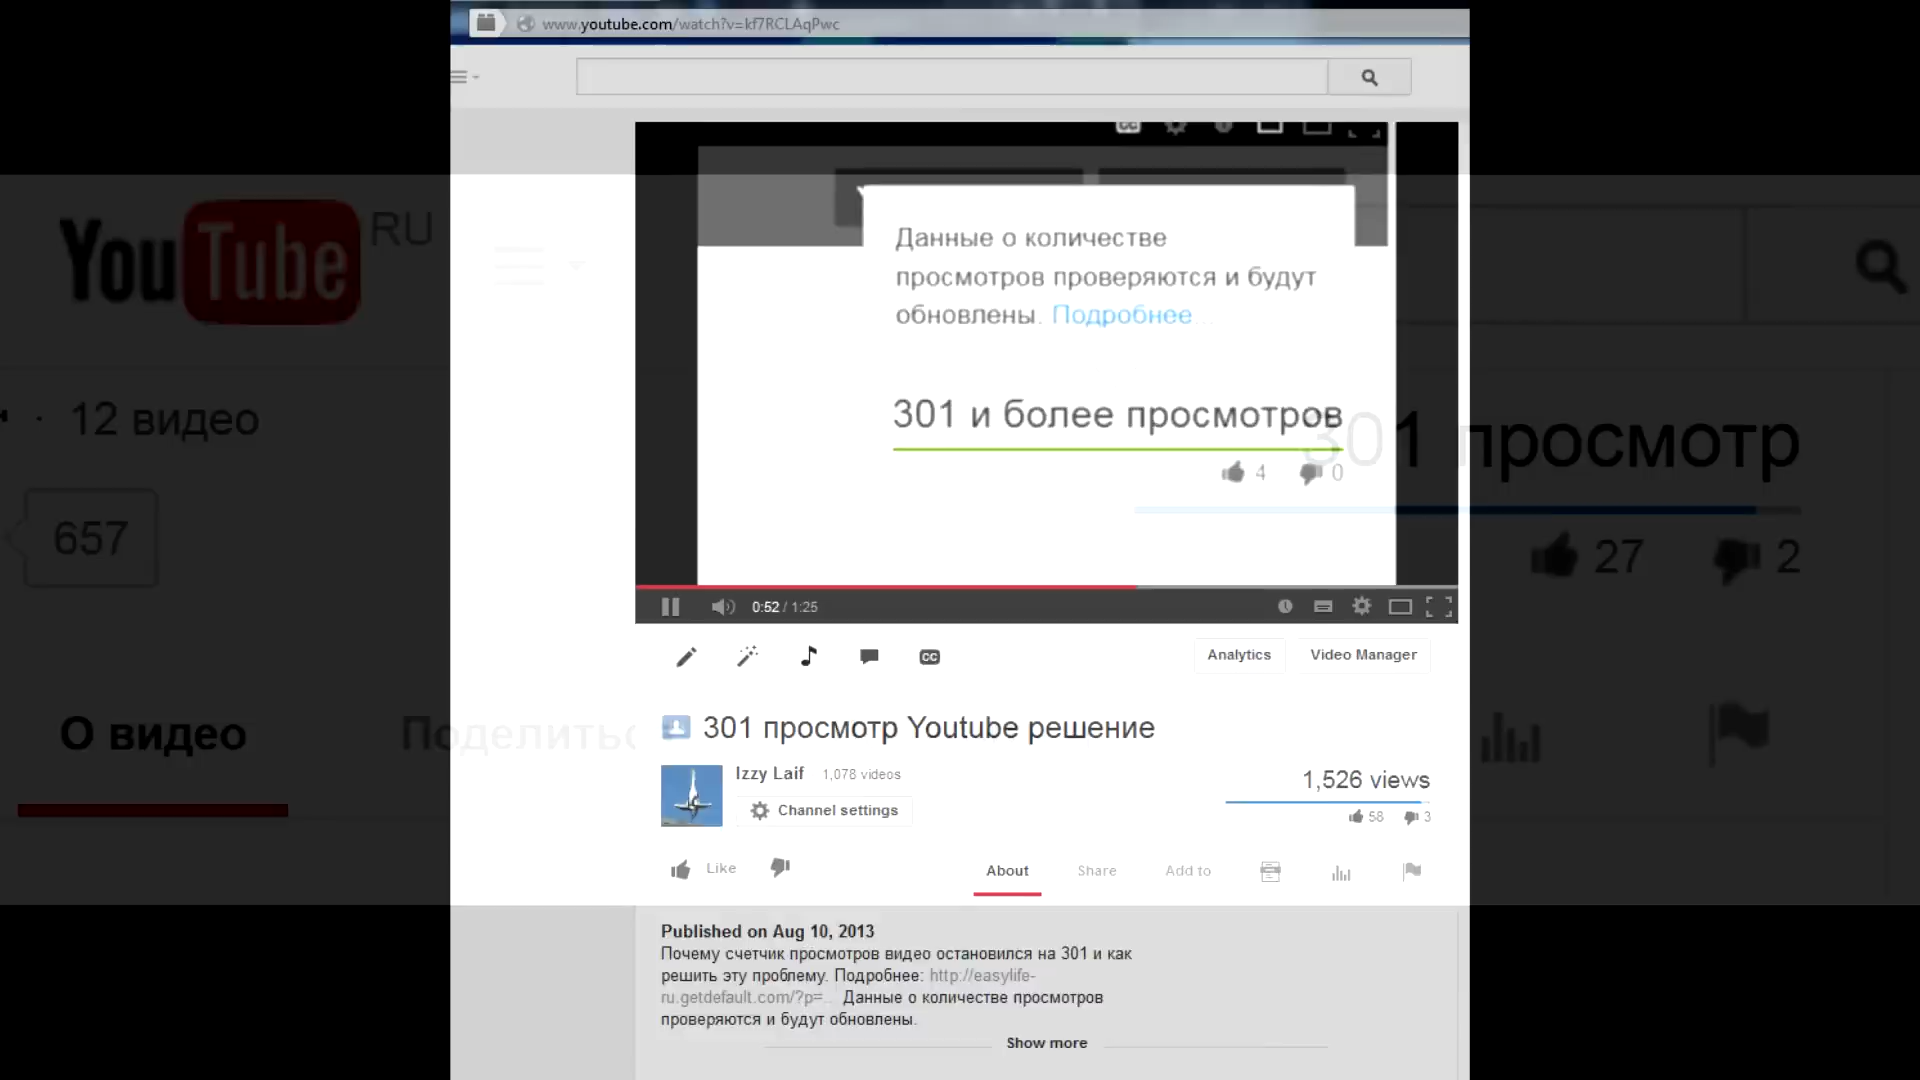 www.youtube.com/watch?v=kf7RCLAqPwc
YouTube RU
Данные о количестве
просмотров проверяются и будут
обновлены. Подробнее...
301 и более просмотров
4 0
12 видео
301 просмотр
657
27 2
0:52 / 1:25
CC
Analytics Video Manager
О видео
Поделитьс
301 просмотр Youtube решение
Izzy Laif 1,078 videos
1,526 views
Channel settings
58 3
Like
About Share Add to
Published on Aug 10, 2013
Почему счетчик просмотров видео остановился на 301 и как
решить эту проблему. Подробнее: http://easylife-
ru.getdefault.com/?p=... Данные о количестве просмотров
проверяются и будут обновлены.
Show more